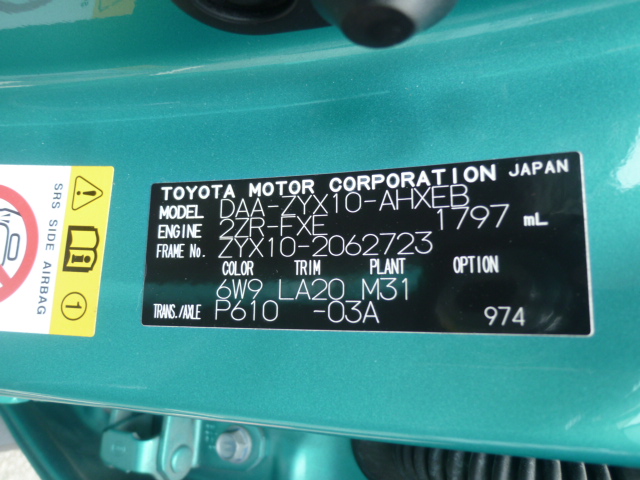 TOYOTA MOTOR CORPORATION JAPAN
MODEL DAA-ZYX10-AHXEB
ENGINE 2ZR-FXE 1797 mL
FRAME No. ZYX10-2062723
COLOR TRIM PLANT OPTION
6W9 LA20 M31
TRANS./AXLE P610 -03A 974
SRS SIDE AIRBAG
1